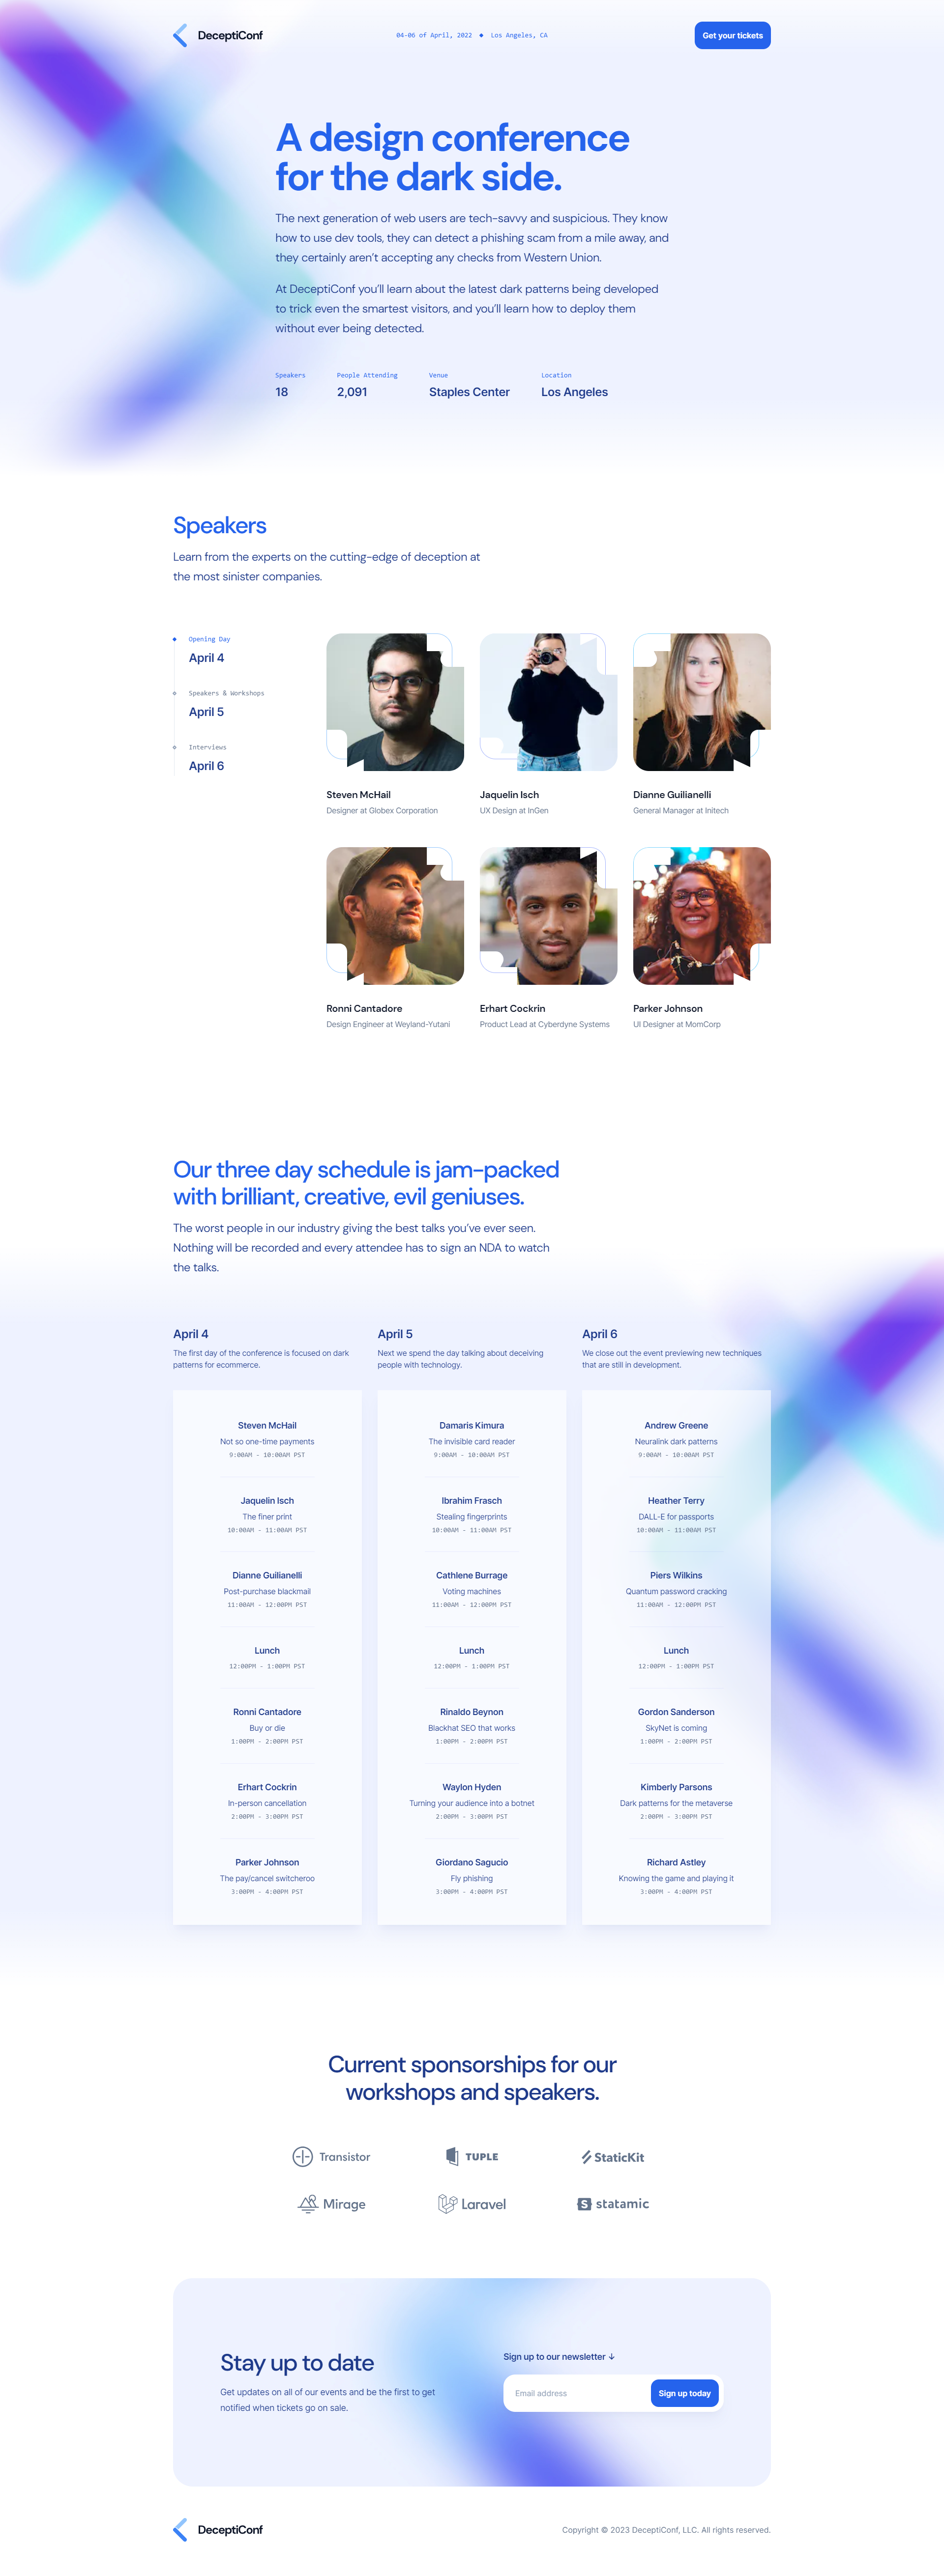 DeceptiConf
04-06 of April, 2022
Los Angeles, CA
Get your tickets
A design conference
for the dark side.
The next generation of web users are tech-savvy and suspicious. They know
how to use dev tools, they can detect a phishing scam from a mile away, and
they certainly aren’t accepting any checks from Western Union.
At DeceptiConf you’ll learn about the latest dark patterns being developed
to trick even the smartest visitors, and you’ll learn how to deploy them
without ever being detected.
Speakers
18
People Attending
2,091
Venue
Staples Center
Location
Los Angeles
Speakers
Learn from the experts on the cutting-edge of deception at
the most sinister companies.
Opening Day
April 4
Speakers & Workshops
April 5
Interviews
April 6
Steven McHail
Designer at Globex Corporation
Jaquelin Isch
UX Design at InGen
Dianne Guilianelli
General Manager at Initech
Ronni Cantadore
Design Engineer at Weyland-Yutani
Erhart Cockrin
Product Lead at Cyberdyne Systems
Parker Johnson
UI Designer at MomCorp
Our three day schedule is jam-packed
with brilliant, creative, evil geniuses.
The worst people in our industry giving the best talks you’ve ever seen.
Nothing will be recorded and every attendee has to sign an NDA to watch
the talks.
April 4
The first day of the conference is focused on dark
patterns for ecommerce.
Steven McHail
Not so one-time payments
9:00AM - 10:00AM PST
Jaquelin Isch
The finer print
10:00AM - 11:00AM PST
Dianne Guilianelli
Post-purchase blackmail
11:00AM - 12:00PM PST
Lunch
12:00PM - 1:00PM PST
Ronni Cantadore
Buy or die
1:00PM - 2:00PM PST
Erhart Cockrin
In-person cancellation
2:00PM - 3:00PM PST
Parker Johnson
The pay/cancel switcheroo
3:00PM - 4:00PM PST
April 5
Next we spend the day talking about deceiving
people with technology.
Damaris Kimura
The invisible card reader
9:00AM - 10:00AM PST
Ibrahim Frasch
Stealing fingerprints
10:00AM - 11:00AM PST
Cathlene Burrage
Voting machines
11:00AM - 12:00PM PST
Lunch
12:00PM - 1:00PM PST
Rinaldo Beynon
Blackhat SEO that works
1:00PM - 2:00PM PST
Waylon Hyden
Turning your audience into a botnet
2:00PM - 3:00PM PST
Giordano Sagucio
Fly phishing
3:00PM - 4:00PM PST
April 6
We close out the event previewing new techniques
that are still in development.
Andrew Greene
Neuralink dark patterns
9:00AM - 10:00AM PST
Heather Terry
DALL-E for passports
10:00AM - 11:00AM PST
Piers Wilkins
Quantum password cracking
11:00AM - 12:00PM PST
Lunch
12:00PM - 1:00PM PST
Gordon Sanderson
SkyNet is coming
1:00PM - 2:00PM PST
Kimberly Parsons
Dark patterns for the metaverse
2:00PM - 3:00PM PST
Richard Astley
Knowing the game and playing it
3:00PM - 4:00PM PST
Current sponsorships for our
workshops and speakers.
Transistor
TUPLE
StaticKit
Mirage
Laravel
statamic
Stay up to date
Get updates on all of our events and be the first to get
notified when tickets go on sale.
Sign up to our newsletter ↓
Email address
Sign up today
DeceptiConf
Copyright © 2023 DeceptiConf, LLC. All rights reserved.